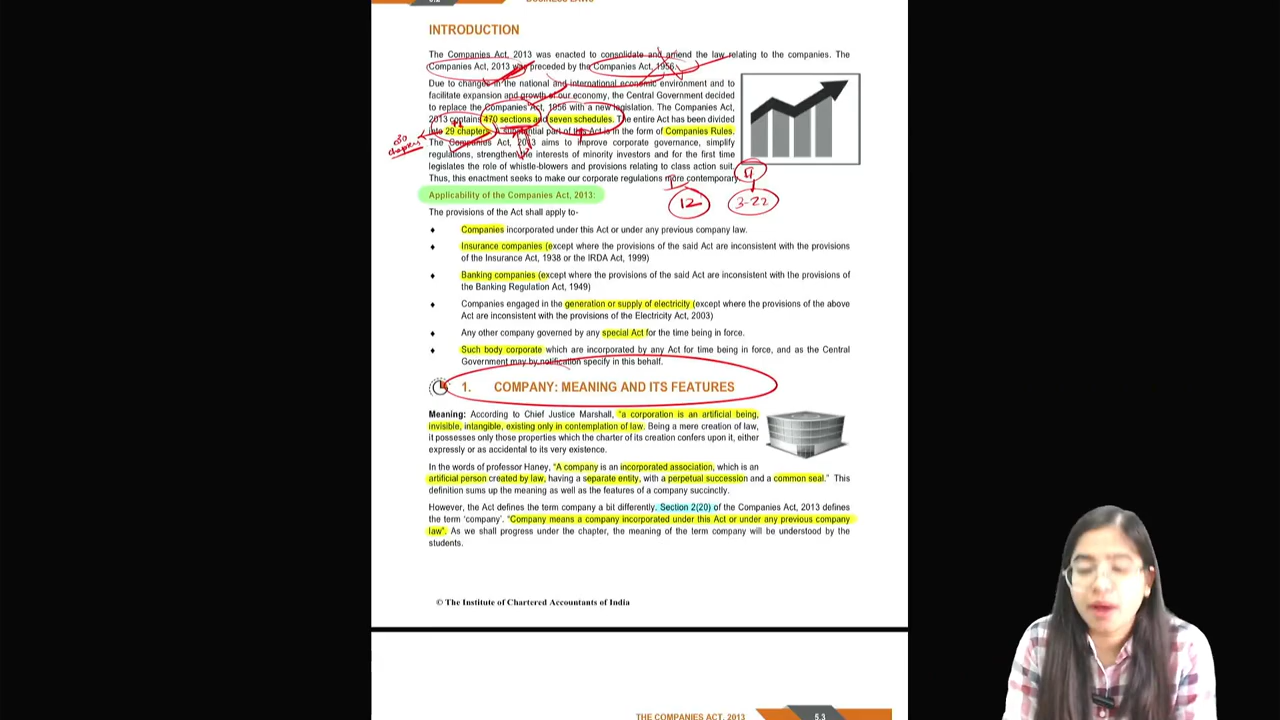 5.2 BUSINESS LAWS
INTRODUCTION
The Companies Act, 2013 was enacted to consolidate and amend the law relating to the companies. The
Companies Act, 2013 was preceded by the Companies Act, 1956.
Due to changes in the national and international economic environment and to
facilitate expansion and growth of our economy, the Central Government decided
to replace the Companies Act, 1956 with a new legislation. The Companies Act,
2013 contains 470 sections and seven schedules. The entire Act has been divided
into 29 chapters. A substantial part of this Act is in the form of Companies Rules.
The Companies Act, 2013 aims to improve corporate governance, simplify
regulations, strengthen the interests of minority investors and for the first time
legislates the role of whistle-blowers and provisions relating to class action suit.
Thus, this enactment seeks to make our corporate regulations more contemporary.
+1
30
chapters
12
3-22
Applicability of the Companies Act, 2013:
The provisions of the Act shall apply to-
♦ Companies incorporated under this Act or under any previous company law.
♦ Insurance companies (except where the provisions of the said Act are inconsistent with the provisions
of the Insurance Act, 1938 or the IRDA Act, 1999)
♦ Banking companies (except where the provisions of the said Act are inconsistent with the provisions of
the Banking Regulation Act, 1949)
♦ Companies engaged in the generation or supply of electricity (except where the provisions of the above
Act are inconsistent with the provisions of the Electricity Act, 2003)
♦ Any other company governed by any special Act for the time being in force.
♦ Such body corporate which are incorporated by any Act for time being in force, and as the Central
Government may by notification specify in this behalf.
1. COMPANY: MEANING AND ITS FEATURES
Meaning: According to Chief Justice Marshall, “a corporation is an artificial being,
invisible, intangible, existing only in contemplation of law. Being a mere creation of law,
it possesses only those properties which the charter of its creation confers upon it, either
expressly or as accidental to its very existence.
In the words of professor Haney, “A company is an incorporated association, which is an
artificial person created by law, having a separate entity, with a perpetual succession and a common seal.” This
definition sums up the meaning as well as the features of a company succinctly.
However, the Act defines the term company a bit differently. Section 2(20) of the Companies Act, 2013 defines
the term ‘company’. “Company means a company incorporated under this Act or under any previous company
law”. As we shall progress under the chapter, the meaning of the term company will be understood by the
students.
© The Institute of Chartered Accountants of India
THE COMPANIES ACT, 2013 5.3